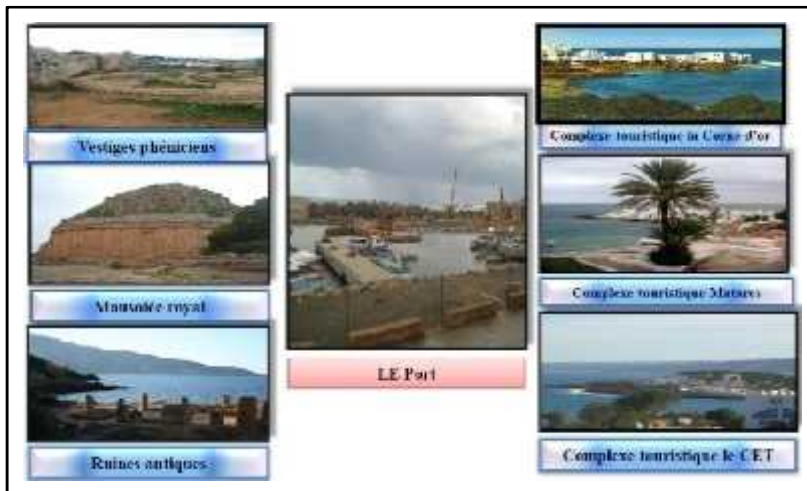 Vestiges phéniciens
Mausolée royal
Ruines antiques
LE Port
Complexe touristique la Corne d'or
Complexe touristique Matares
Complexe touristique le CET